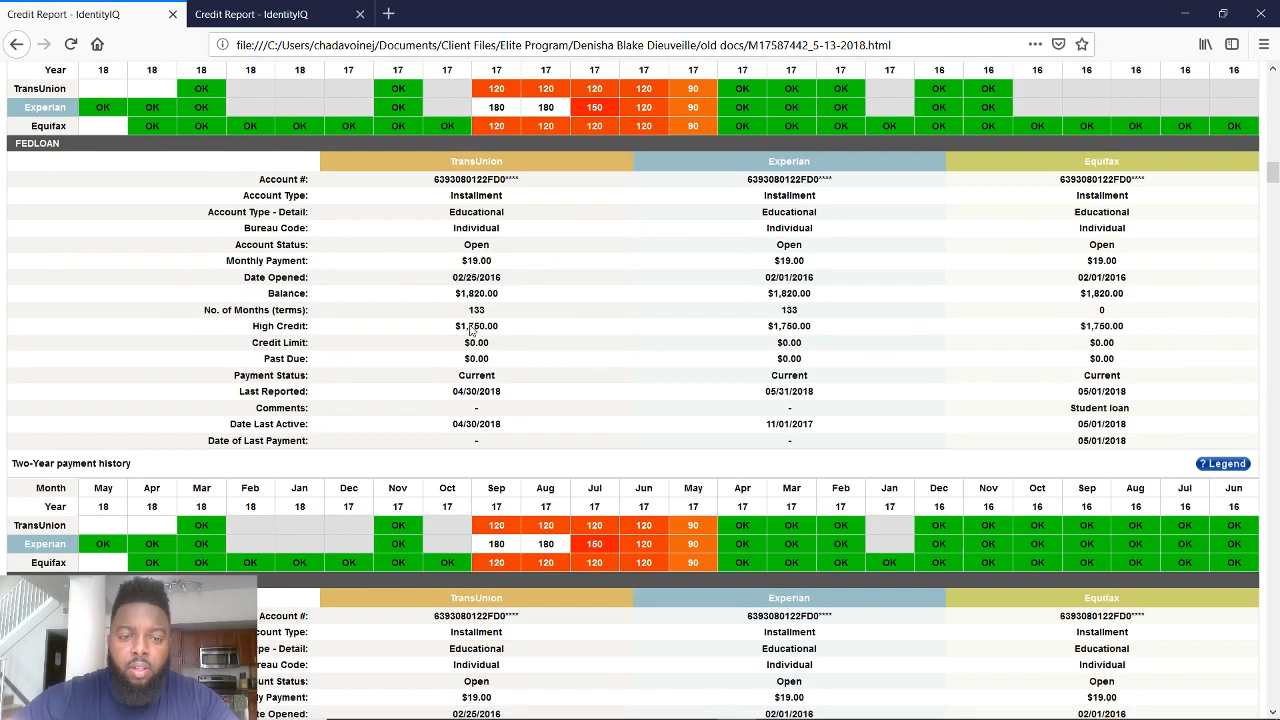 Credit Report - IdentityIQ
Credit Report - IdentityIQ
file:///C:/Users/chadavoinej/Documents/Client Files/Elite Program/Denisha Blake Dieuveille/old docs/M17587442_5-13-2018.html
Year 18 18 18 18 18 17 17 17 17 17 17 17 17 17 17 17 17 16 16 16 16 16 16 16
TransUnion OK OK 120 120 120 120 90 OK OK OK OK OK
Experian OK OK OK OK 180 180 150 120 90 OK OK OK OK OK
Equifax OK OK OK OK OK OK OK 120 120 120 120 90 OK OK OK OK OK OK OK OK OK OK OK
FEDLOAN
TransUnion Experian Equifax
Account #: 6393080122FD0**** 6393080122FD0**** 6393080122FD0****
Account Type: Installment Installment Installment
Account Type - Detail: Educational Educational Educational
Bureau Code: Individual Individual Individual
Account Status: Open Open Open
Monthly Payment: $19.00 $19.00 $19.00
Date Opened: 02/25/2016 02/01/2016 02/01/2016
Balance: $1,820.00 $1,820.00 $1,820.00
No. of Months (terms): 133 133 0
High Credit: $1,750.00 $1,750.00 $1,750.00
Credit Limit: $0.00 $0.00 $0.00
Past Due: $0.00 $0.00 $0.00
Payment Status: Current Current Current
Last Reported: 04/30/2018 05/31/2018 05/01/2018
Comments: - - Student loan
Date Last Active: 04/30/2018 11/01/2017 05/01/2018
Date of Last Payment: - - 05/01/2018
Two-Year payment history ? Legend
Month May Apr Mar Feb Jan Dec Nov Oct Sep Aug Jul Jun May Apr Mar Feb Jan Dec Nov Oct Sep Aug Jul Jun
Year 18 18 18 18 18 17 17 17 17 17 17 17 17 17 17 17 17 16 16 16 16 16 16 16
TransUnion OK OK 120 120 120 120 90 OK OK OK OK OK OK OK OK OK OK
Experian OK OK OK OK 180 180 150 120 90 OK OK OK OK OK OK OK OK OK OK
Equifax OK OK OK OK OK OK OK 120 120 120 120 90 OK OK OK OK OK OK OK OK OK OK OK
TransUnion Experian Equifax
Account #: 6393080122FD0**** 6393080122FD0**** 6393080122FD0****
ount Type: Installment Installment Installment
pe - Detail: Educational Educational Educational
reau Code: Individual Individual Individual
unt Status: Open Open Open
ly Payment: $19.00 $19.00 $19.00
te Opened: 02/25/2016 02/01/2016 02/01/2016